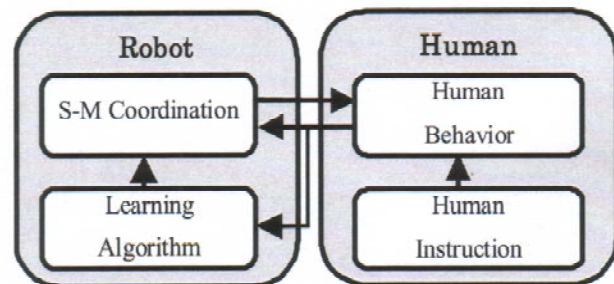 Robot
S-M Coordination
Learning
Algorithm
Human
Human
Behavior
Human
Instruction